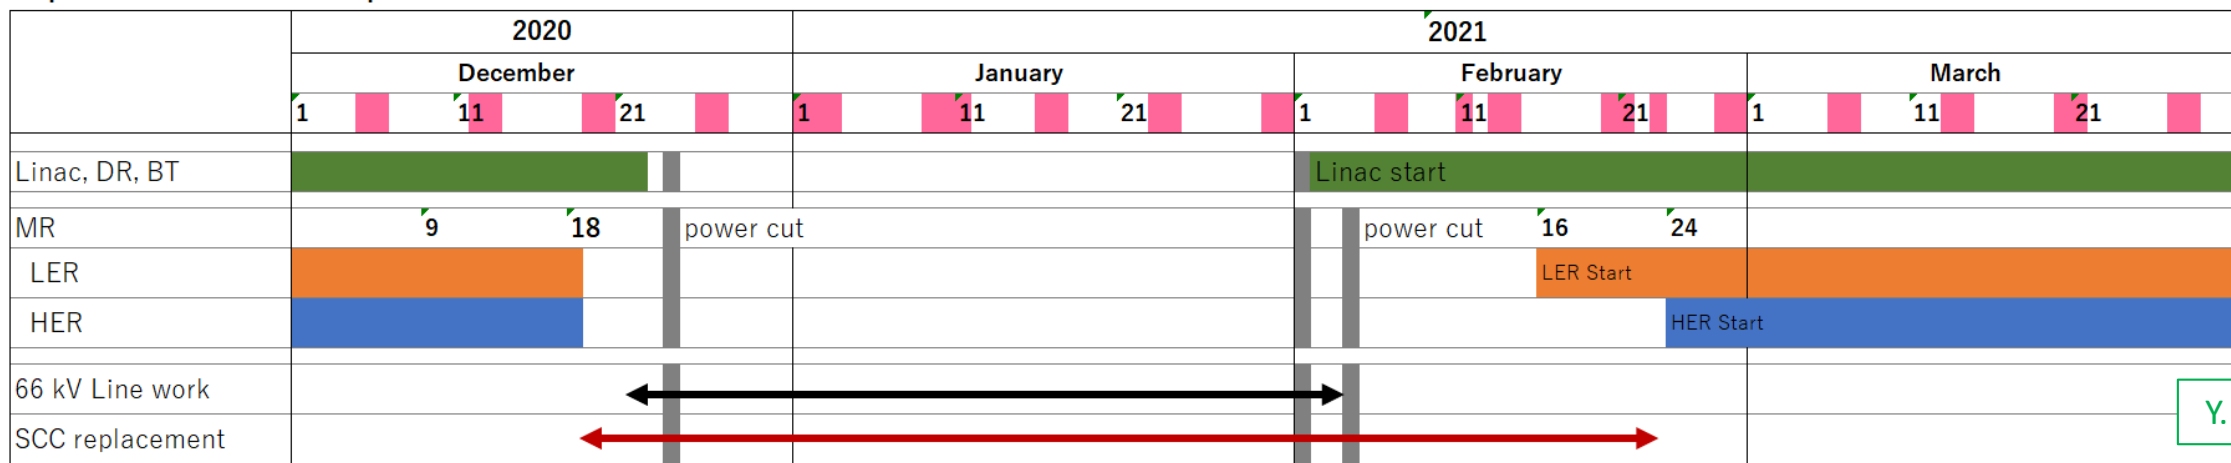 2020 2021
December January February March
1 11 21 1 11 21 1 11 21 1 11 21
Linac, DR, BT Linac start
MR 9 18 power cut power cut 16 24
LER LER Start
HER HER Start
66 kV Line work
SCC replacement
Y.